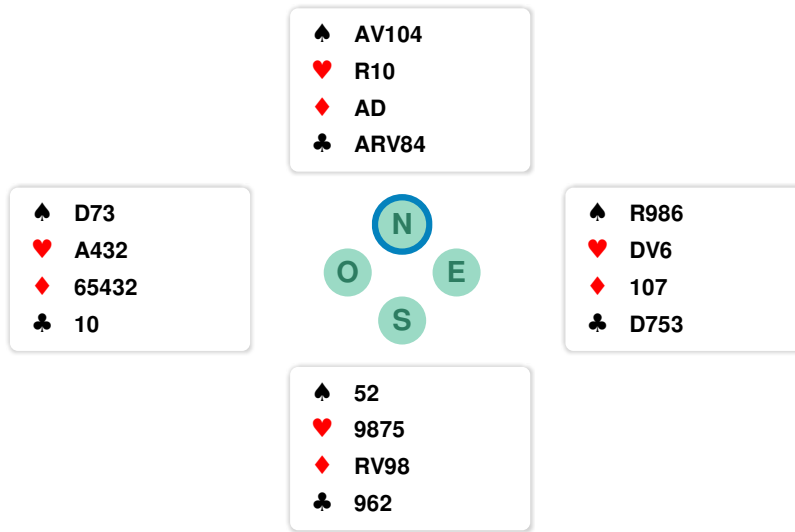 ♠ AV104
♥ R10
♦ AD
♣ ARV84
♠ D73
♥ A432
♦ 65432
♣ 10
N
O E
S
♠ R986
♥ DV6
♦ 107
♣ D753
♠ 52
♥ 9875
♦ RV98
♣ 962